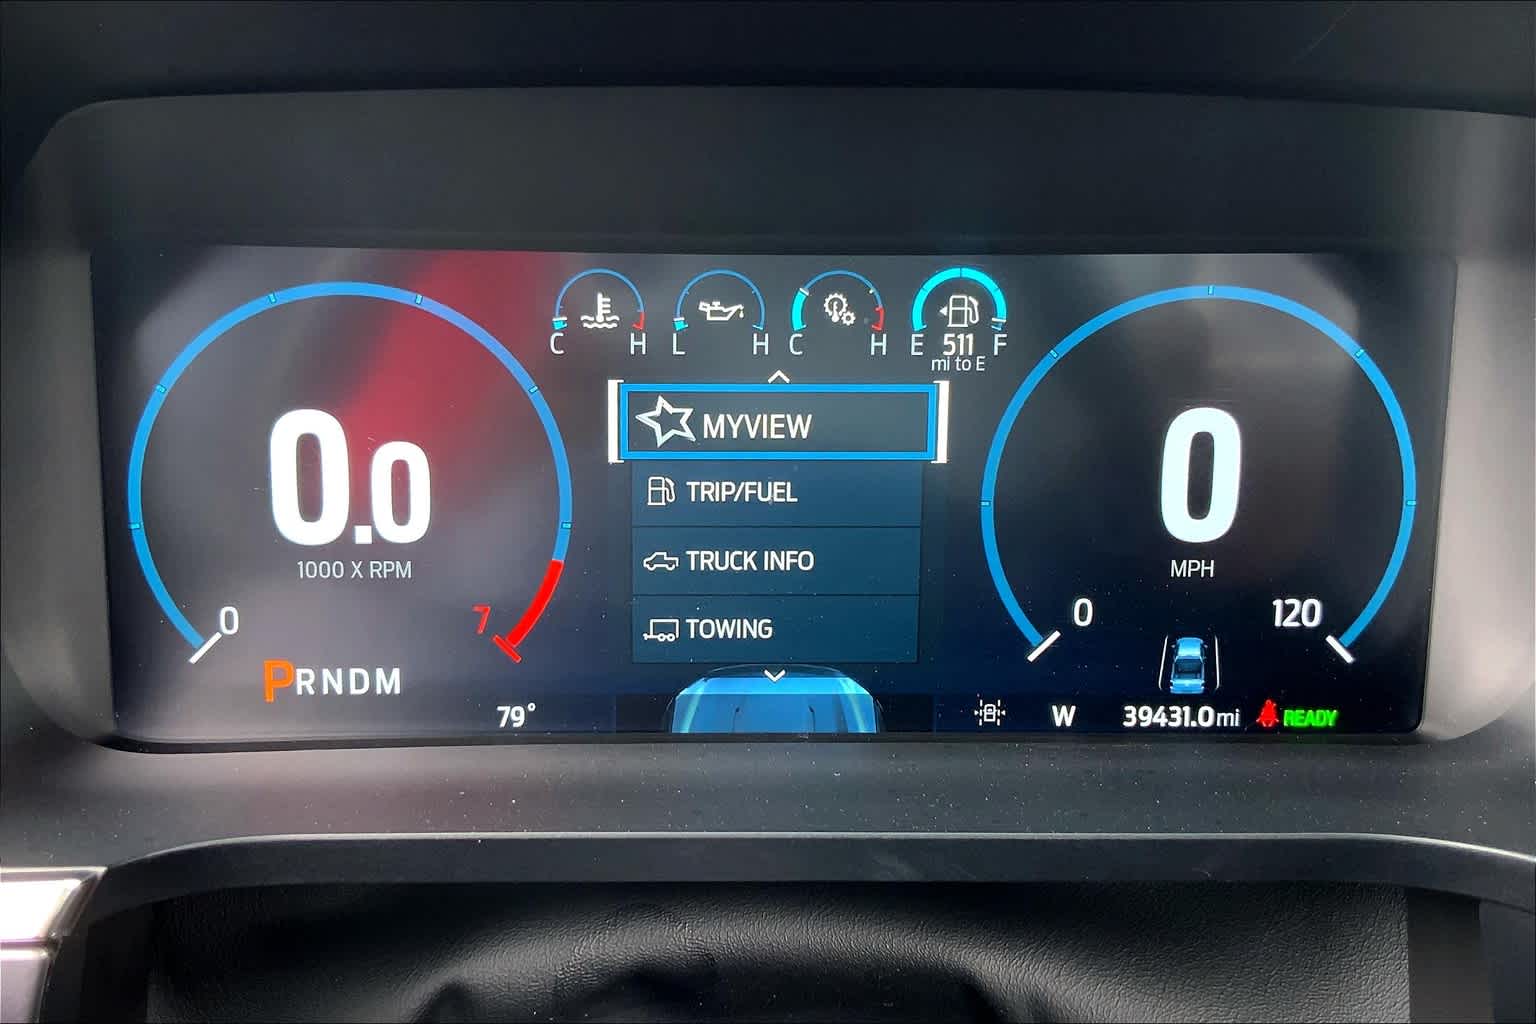 C H L H C H E 511 F
mi to E
MYVIEW
TRIP/FUEL
TRUCK INFO
TOWING
0.0
1000 X RPM
0 7
PRNDM
79°
0
MPH
0 120
W 39431.0mi READY